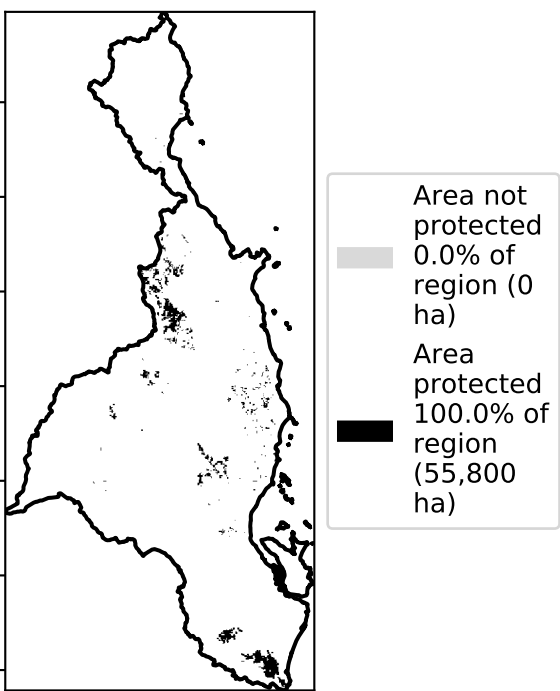 Area not
protected
0.0% of
region (0
ha)
Area
protected
100.0% of
region
(55,800
ha)